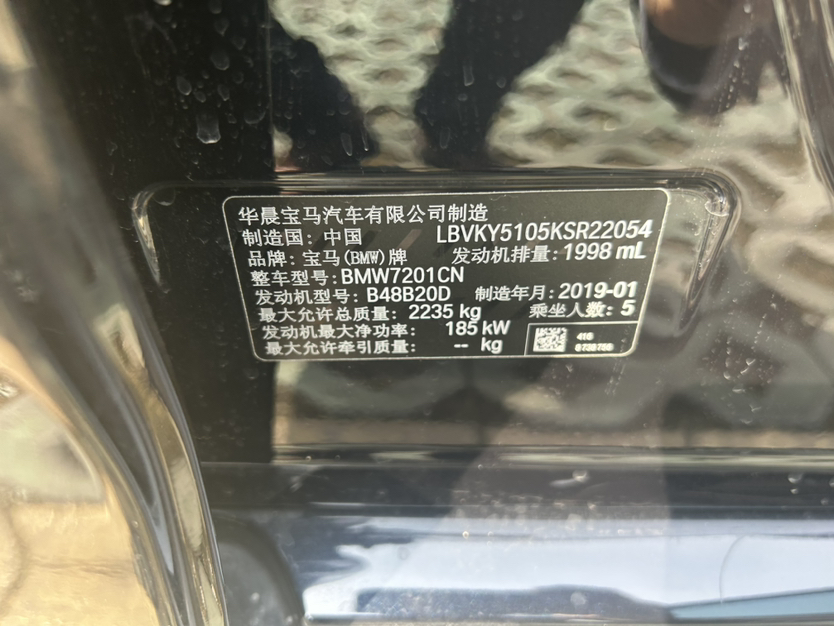 华晨宝马汽车有限公司制造
制造国: 中国 LBVKY5105KSR22054
品牌: 宝马(BMW)牌 发动机排量: 1998 mL
整车型号: BMW7201CN
发动机型号: B48B20D 制造年月: 2019-01
最大允许总质量: 2235 kg 乘坐人数: 5
发动机最大净功率: 185 kW
最大允许牵引质量: -- kg